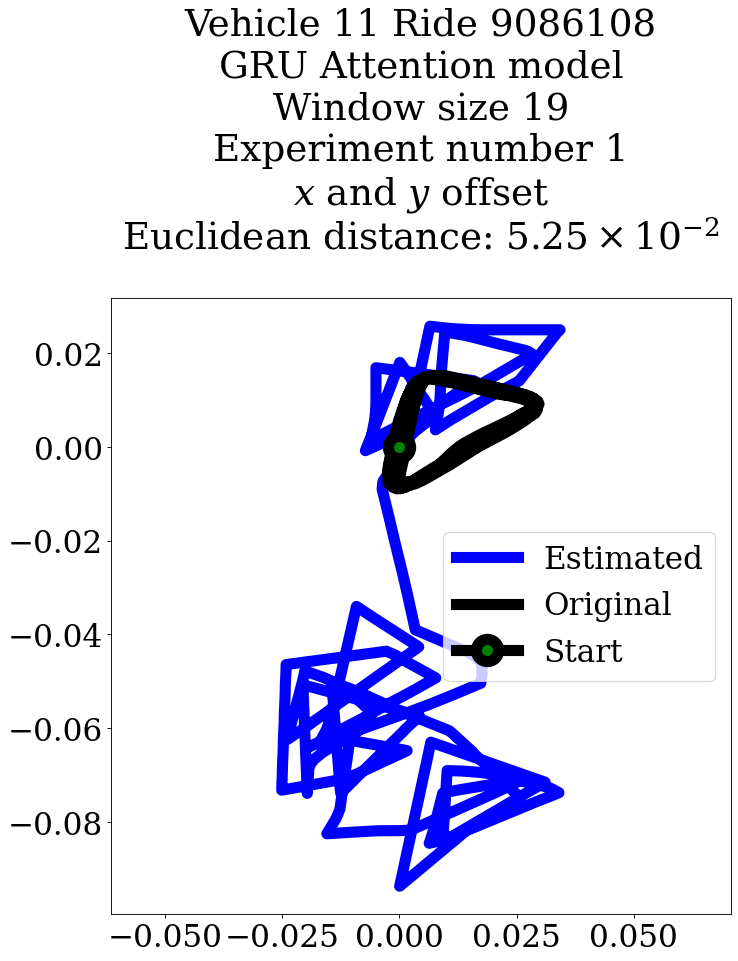 Vehicle 11 Ride 9086108
GRU Attention model
Window size 19
Experiment number 1
x and y offset
Euclidean distance: 5.25 × 10⁻²
0.02
0.00
−0.02
−0.04
−0.06
−0.08
Estimated
Original
Start
−0.050 −0.025 0.000 0.025 0.050